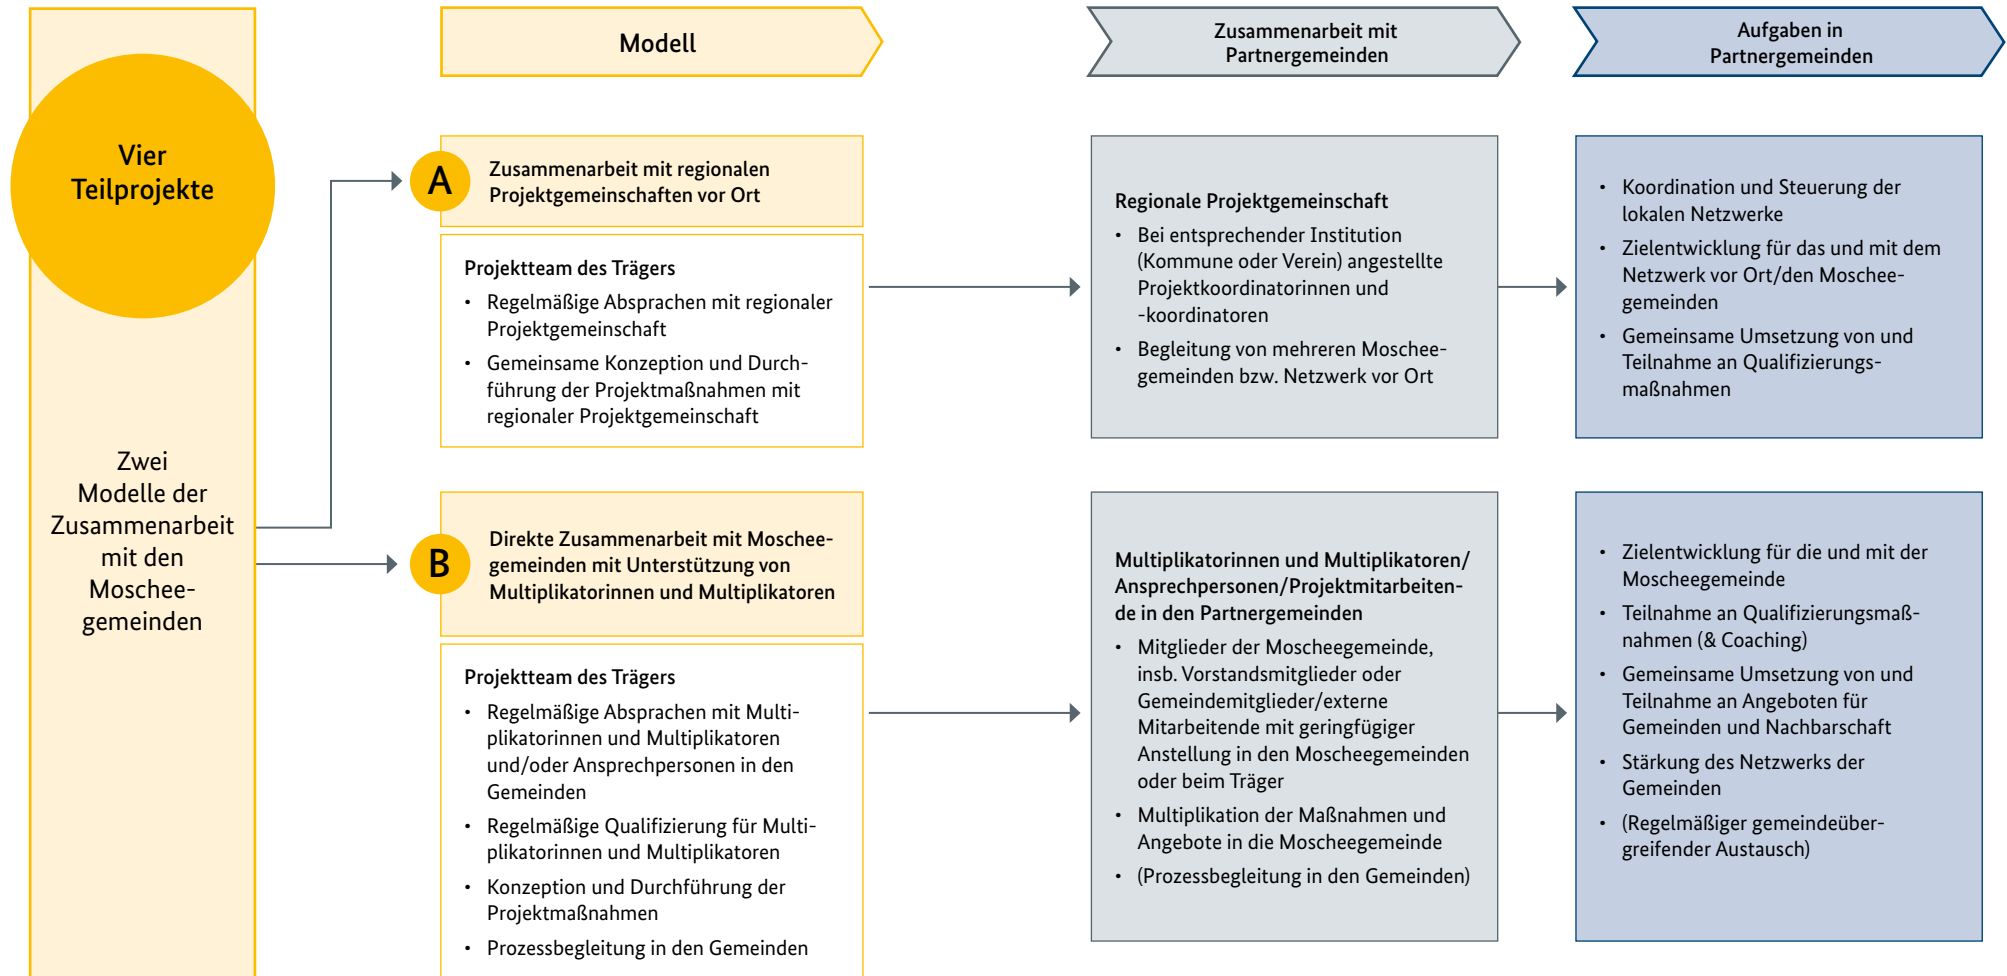 Vier
Teilprojekte
Zwei
Modelle der
Zusammenarbeit
mit den
Moschee-
gemeinden
Modell
Zusammenarbeit mit
Partnergemeinden
Aufgaben in
Partnergemeinden
A
Zusammenarbeit mit regionalen
Projektgemeinschaften vor Ort
Projektteam des Trägers
• Regelmäßige Absprachen mit regionaler
Projektgemeinschaft
• Gemeinsame Konzeption und Durch-
führung der Projektmaßnahmen mit
regionaler Projektgemeinschaft
Regionale Projektgemeinschaft
• Bei entsprechender Institution
(Kommune oder Verein) angestellte
Projektkoordinatorinnen und
-koordinatoren
• Begleitung von mehreren Moschee-
gemeinden bzw. Netzwerk vor Ort
• Koordination und Steuerung der
lokalen Netzwerke
• Zielentwicklung für das und mit dem
Netzwerk vor Ort/den Moschee-
gemeinden
• Gemeinsame Umsetzung von und
Teilnahme an Qualifizierungs-
maßnahmen
B
Direkte Zusammenarbeit mit Moschee-
gemeinden mit Unterstützung von
Multiplikatorinnen und Multiplikatoren
Projektteam des Trägers
• Regelmäßige Absprachen mit Multi-
plikatorinnen und Multiplikatoren
und/oder Ansprechpersonen in den
Gemeinden
• Regelmäßige Qualifizierung für Multi-
plikatorinnen und Multiplikatoren
• Konzeption und Durchführung der
Projektmaßnahmen
• Prozessbegleitung in den Gemeinden
Multiplikatorinnen und Multiplikatoren/
Ansprechpersonen/Projektmitarbeiten-
de in den Partnergemeinden
• Mitglieder der Moscheegemeinde,
insb. Vorstandsmitglieder oder
Gemeindemitglieder/externe
Mitarbeitende mit geringfügiger
Anstellung in den Moscheegemeinden
oder beim Träger
• Multiplikation der Maßnahmen und
Angebote in die Moscheegemeinde
• (Prozessbegleitung in den Gemeinden)
• Zielentwicklung für die und mit der
Moscheegemeinde
• Teilnahme an Qualifizierungsmaß-
nahmen (& Coaching)
• Gemeinsame Umsetzung von und
Teilnahme an Angeboten für
Gemeinden und Nachbarschaft
• Stärkung des Netzwerks der
Gemeinden
• (Regelmäßiger gemeindeüber-
greifender Austausch)